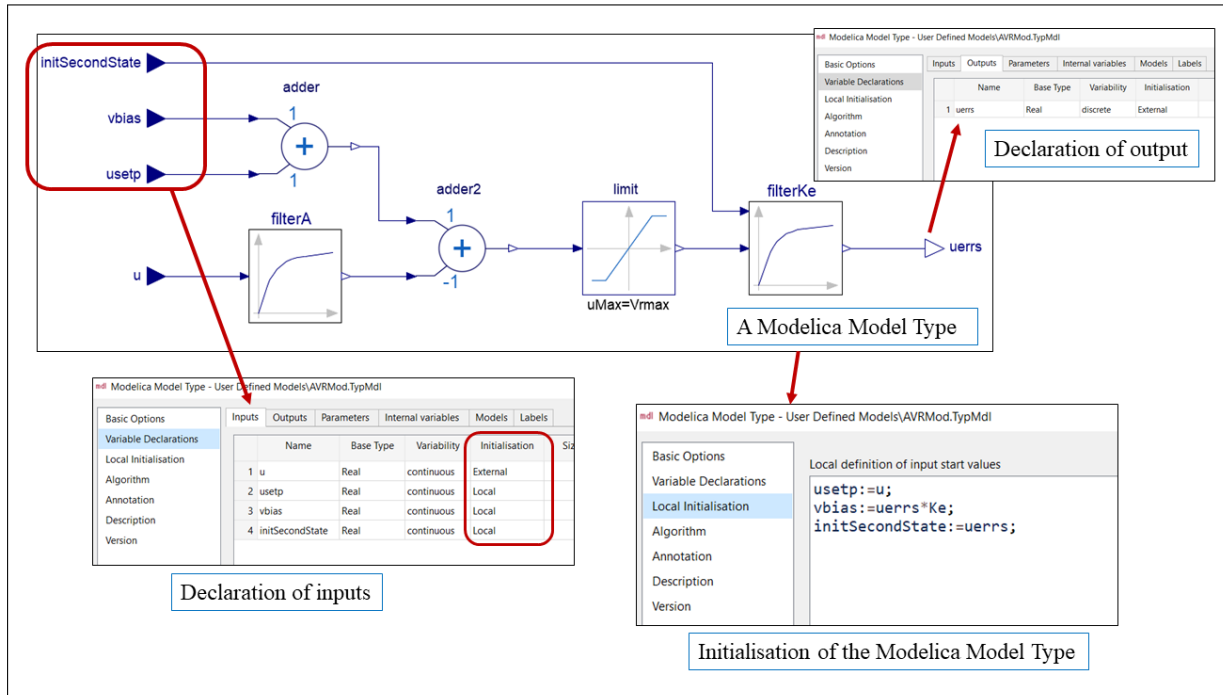 initSecondState
vbias
usetp
u
adder
1
+
1
filterA
adder2
1
+
-1
limit
uMax=Vrmax
filterKe
uerrs
A Modelica Model Type
mdl Modelica Model Type - User Defined Models\AVRMod.TypMdl
Basic Options
Variable Declarations
Local Initialisation
Algorithm
Annotation
Description
Version
Inputs Outputs Parameters Internal variables Models Labels
Name Base Type Variability Initialisation
1 uerrs Real discrete External
Declaration of output
mdl Modelica Model Type - User Defined Models\AVRMod.TypMdl
Basic Options
Variable Declarations
Local Initialisation
Algorithm
Annotation
Description
Version
Inputs Outputs Parameters Internal variables Models Labels
Name Base Type Variability Initialisation Siz
1 u Real continuous External
2 usetp Real continuous Local
3 vbias Real continuous Local
4 initSecondState Real continuous Local
Declaration of inputs
mdl Modelica Model Type - User Defined Models\AVRMod.TypMdl
Basic Options
Variable Declarations
Local Initialisation
Algorithm
Annotation
Description
Version
Local definition of input start values
usetp:=u;
vbias:=uerrs*Ke;
initSecondState:=uerrs;
Initialisation of the Modelica Model Type